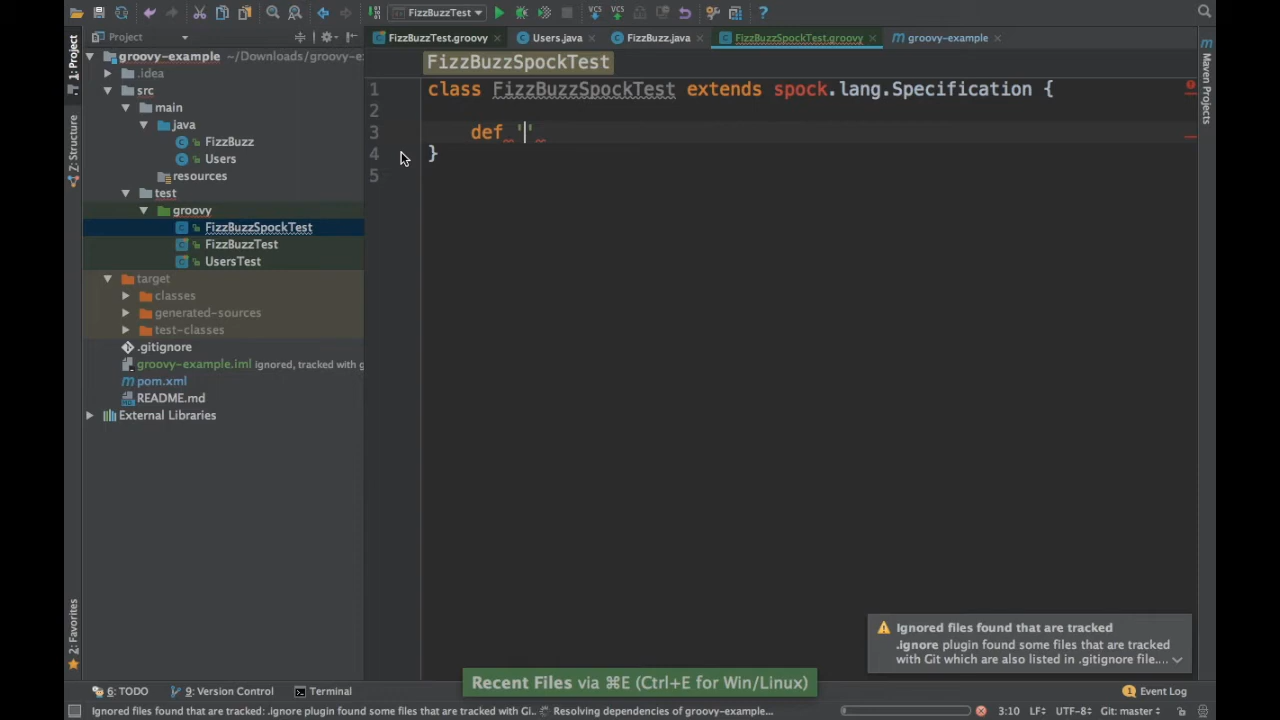 FizzBuzzTest
Project
FizzBuzzTest.groovy
Users.java
FizzBuzz.java
FizzBuzzSpockTest.groovy
groovy-example
1: Project
Z: Structure
2: Favorites
groovy-example ~/Downloads/groovy-e
.idea
src
main
java
FizzBuzz
Users
resources
test
groovy
FizzBuzzSpockTest
FizzBuzzTest
UsersTest
target
classes
generated-sources
test-classes
.gitignore
groovy-example.iml ignored, tracked with g
pom.xml
README.md
External Libraries
FizzBuzzSpockTest
1 class FizzBuzzSpockTest extends spock.lang.Specification {
2
3 def ''
4 }
5
Maven Projects
Ignored files found that are tracked
.ignore plugin found some files that are tracked
with Git which are also listed in .gitignore file....
Recent Files via ⌘E (Ctrl+E for Win/Linux)
6: TODO
9: Version Control
Terminal
1 Event Log
Ignored files found that are tracked: .ignore plugin found some files that are tracked with Gi..
Resolving dependencies of groovy-example...
3:10 LF÷ UTF-8÷ Git: master÷